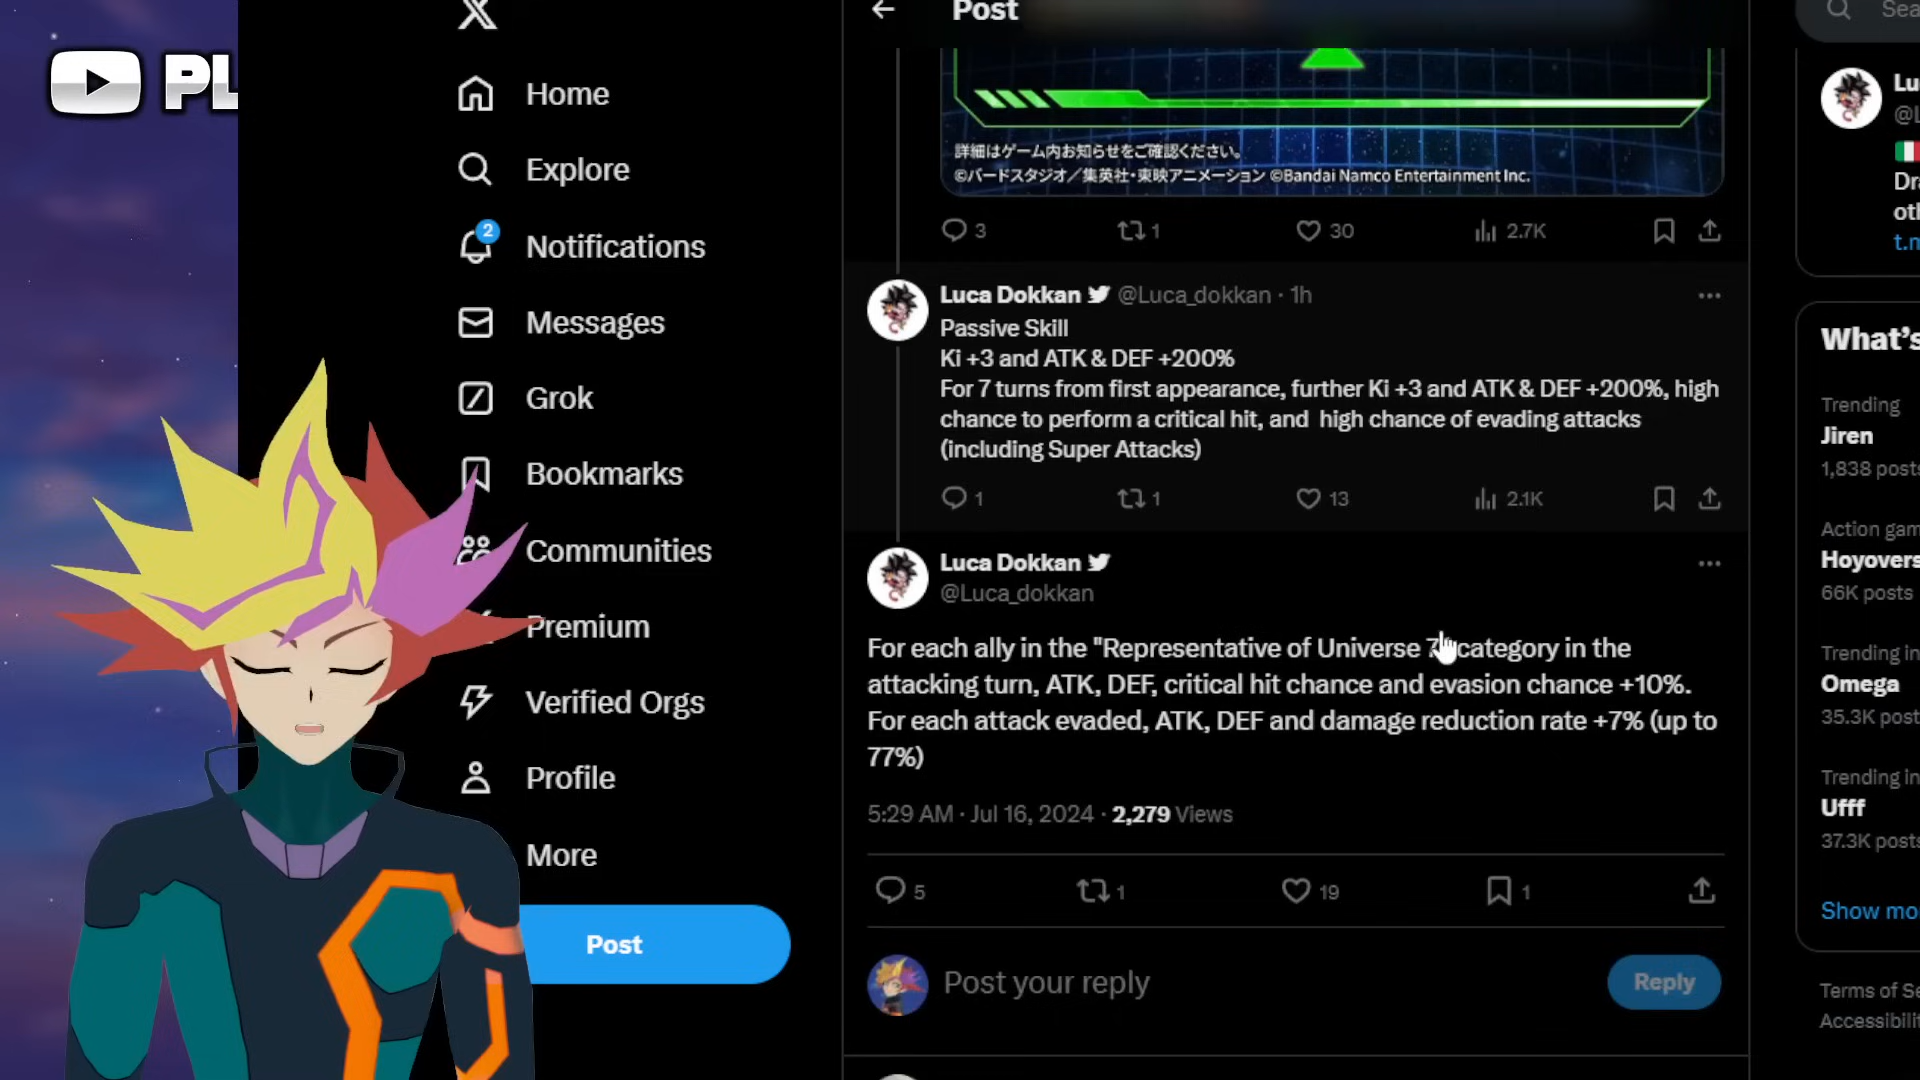 PL
Home
Explore
2
Notifications
Messages
Grok
Bookmarks
Communities
Premium
Verified Orgs
Profile
More
Post
Post
詳細はゲーム内お知らせをご確認ください。
©バードスタジオ／集英社・東映アニメーション ©Bandai Namco Entertainment Inc.
3 1 30 2.7K
Luca Dokkan @Luca_dokkan · 1h
Passive Skill
Ki +3 and ATK & DEF +200%
For 7 turns from first appearance, further Ki +3 and ATK & DEF +200%, high
chance to perform a critical hit, and high chance of evading attacks
(including Super Attacks)
1 1 13 2.1K
Luca Dokkan
@Luca_dokkan
For each ally in the "Representative of Universe 7 category in the
attacking turn, ATK, DEF, critical hit chance and evasion chance +10%.
For each attack evaded, ATK, DEF and damage reduction rate +7% (up to
77%)
5:29 AM · Jul 16, 2024 · 2,279 Views
5 1 19 1
Post your reply
Reply
Sea
Lu
@L
Dra
oth
t.m
What's
Trending
Jiren
1,838 posts
Action gam
Hoyovers
66K posts
Trending in
Omega
35.3K post
Trending in
Ufff
37.3K posts
Show mo
Terms of Se
Accessibilit